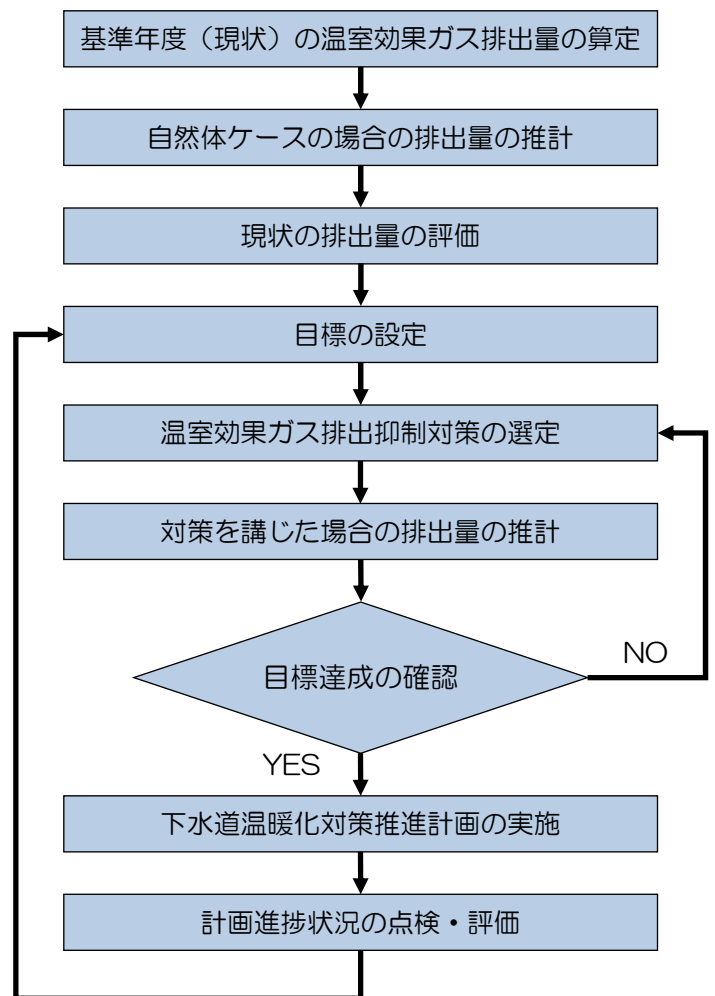 基準年度（現状）の温室効果ガス排出量の算定
自然体ケースの場合の排出量の推計
現状の排出量の評価
目標の設定
温室効果ガス排出抑制対策の選定
対策を講じた場合の排出量の推計
目標達成の確認
NO
YES
下水道温暖化対策推進計画の実施
計画進捗状況の点検・評価